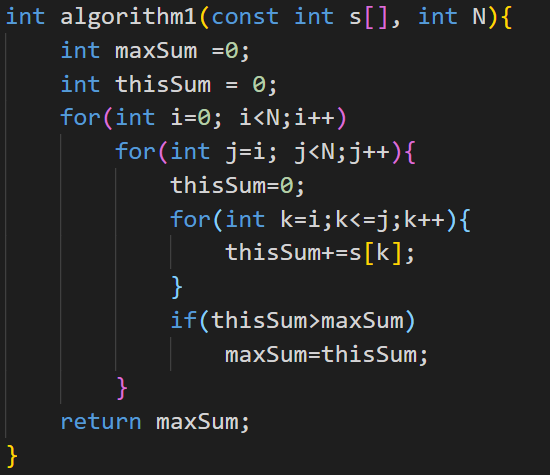 int algorithm1(const int s[], int N){
    int maxSum =0;
    int thisSum = 0;
    for(int i=0; i<N;i++)
        for(int j=i; j<N;j++){
            thisSum=0;
            for(int k=i;k<=j;k++){
                thisSum+=s[k];
            }
            if(thisSum>maxSum)
                maxSum=thisSum;
        }
    return maxSum;
}